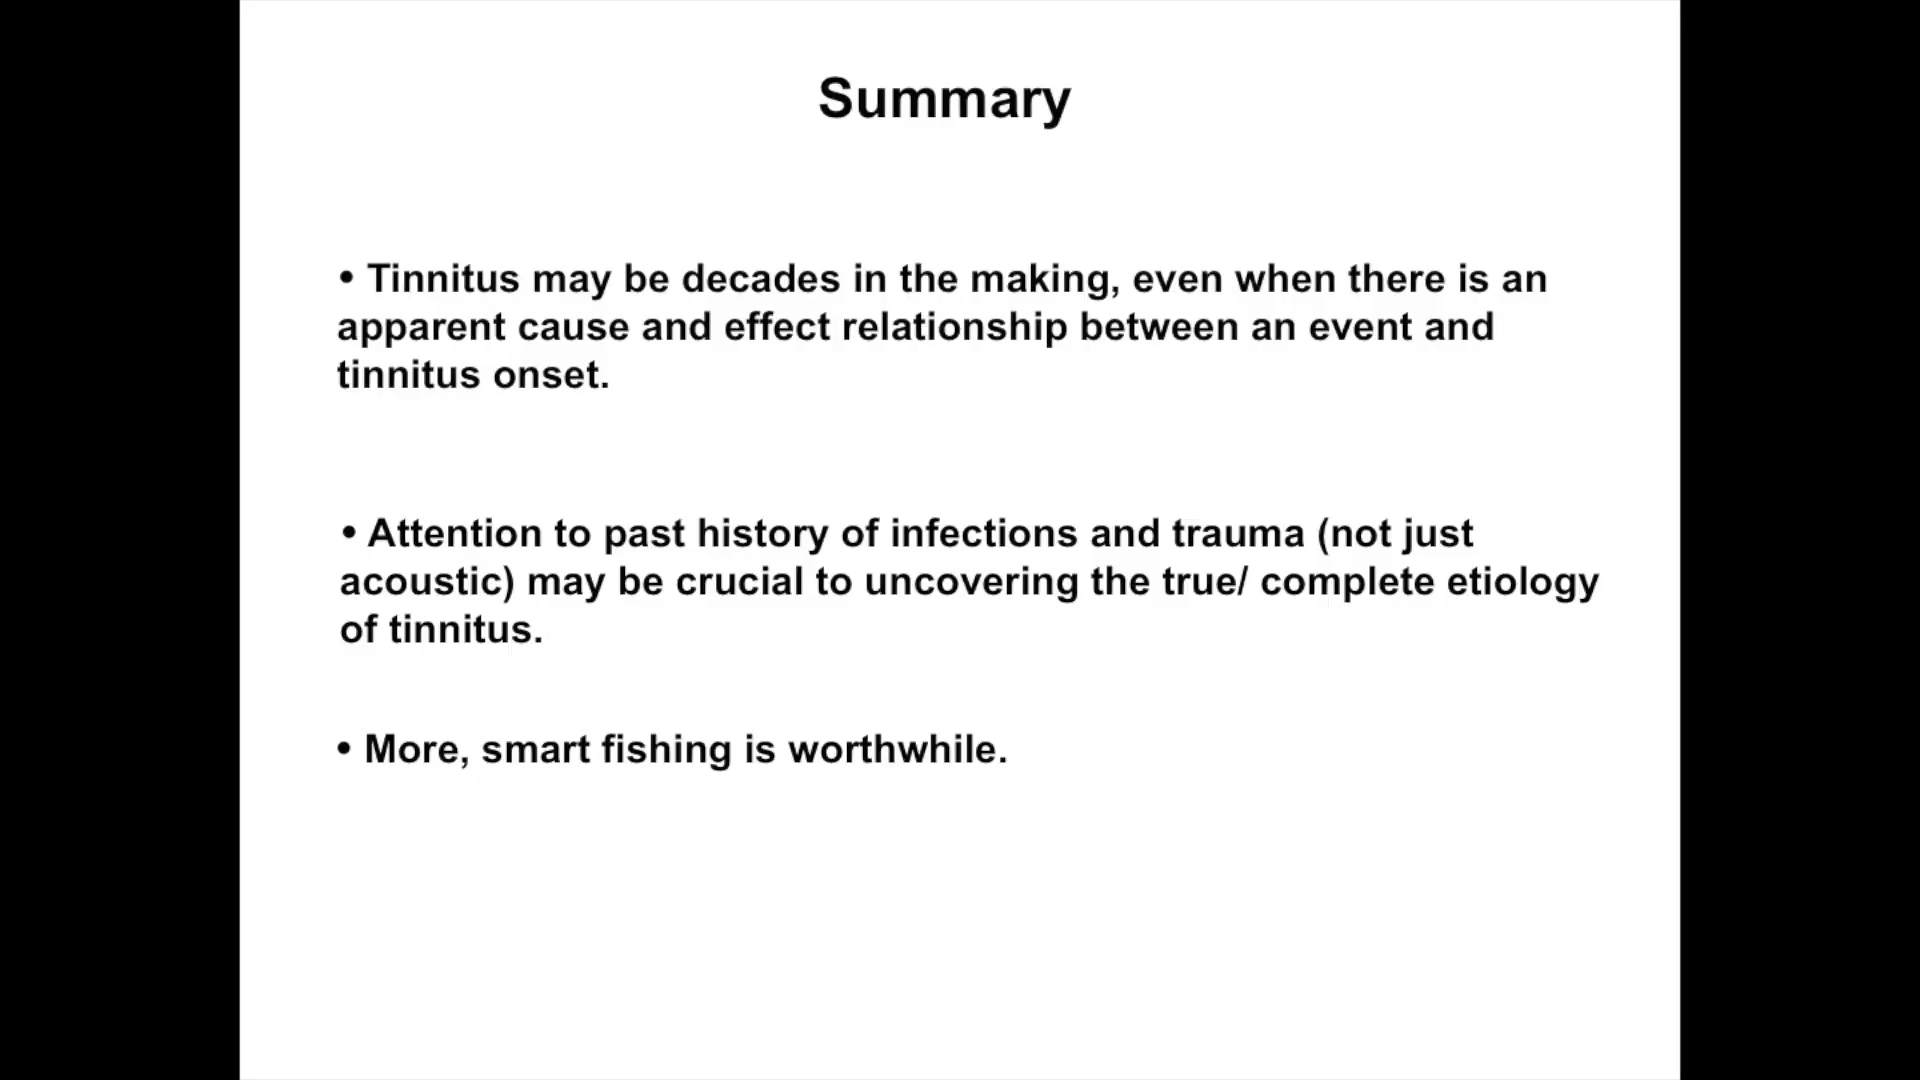 Summary
• Tinnitus may be decades in the making, even when there is an
apparent cause and effect relationship between an event and
tinnitus onset.
• Attention to past history of infections and trauma (not just
acoustic) may be crucial to uncovering the true/ complete etiology
of tinnitus.
• More, smart fishing is worthwhile.